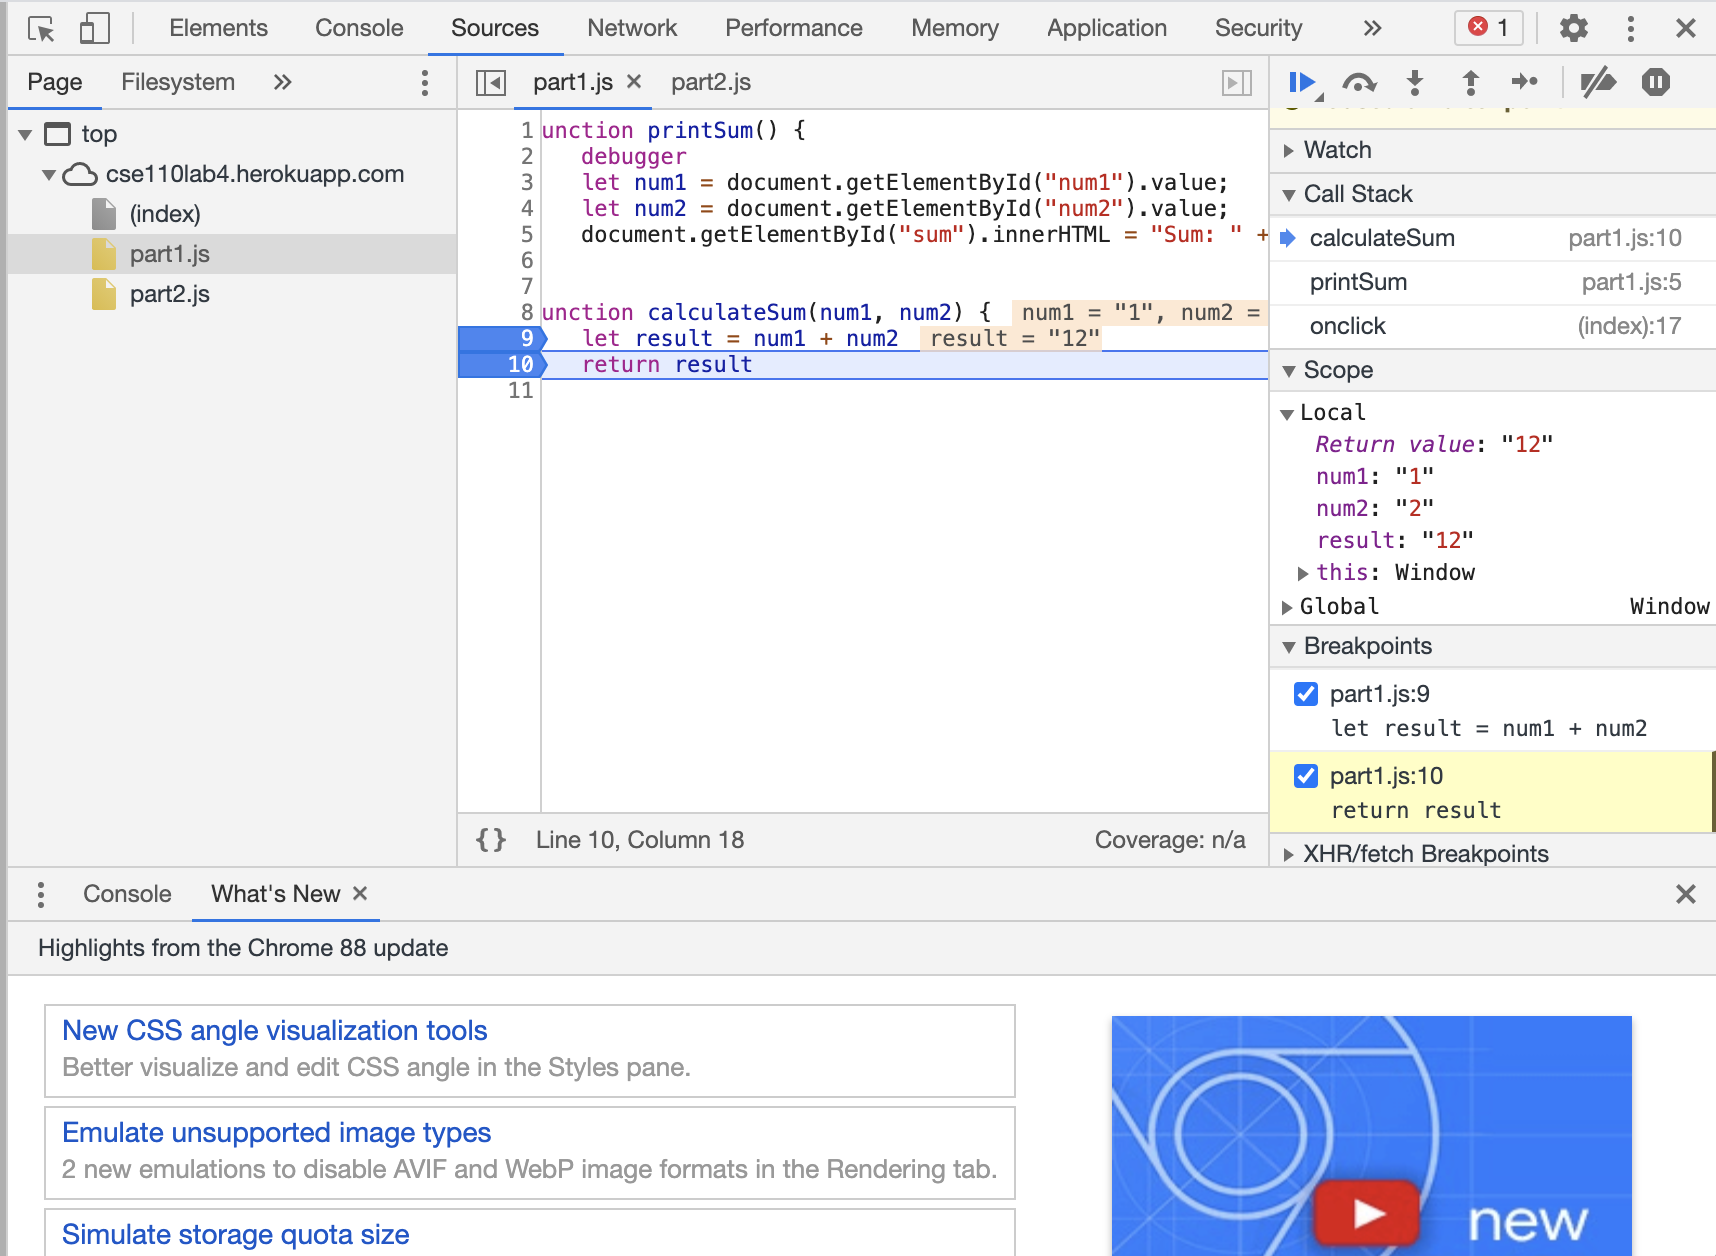 Elements Console Sources Network Performance Memory Application Security » 1
Page Filesystem »
part1.js × part2.js
top
cse110lab4.herokuapp.com
(index)
part1.js
part2.js
1 unction printSum() {
2 debugger
3 let num1 = document.getElementById("num1").value;
4 let num2 = document.getElementById("num2").value;
5 document.getElementById("sum").innerHTML = "Sum: " +
6
7
8 unction calculateSum(num1, num2) { num1 = "1", num2 =
9 let result = num1 + num2 result = "12"
10 return result
11
{} Line 10, Column 18 Coverage: n/a
Watch
Call Stack
calculateSum part1.js:10
printSum part1.js:5
onclick (index):17
Scope
Local
Return value: "12"
num1: "1"
num2: "2"
result: "12"
this: Window
Global Window
Breakpoints
part1.js:9
let result = num1 + num2
part1.js:10
return result
XHR/fetch Breakpoints
Console What's New ×
Highlights from the Chrome 88 update
New CSS angle visualization tools
Better visualize and edit CSS angle in the Styles pane.
Emulate unsupported image types
2 new emulations to disable AVIF and WebP image formats in the Rendering tab.
Simulate storage quota size
new